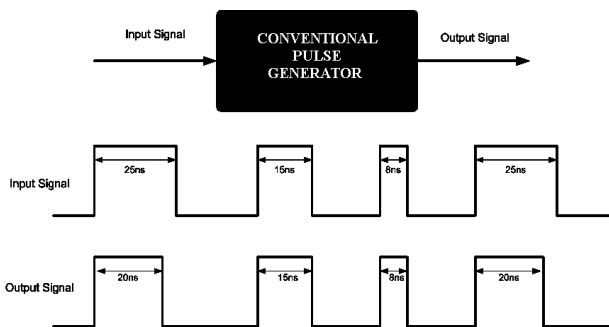 Input Signal
CONVENTIONAL
PULSE
GENERATOR
Output Signal
Input Signal
25ns
15ns
8ns
25ns
Output Signal
20ns
15ns
8ns
20ns